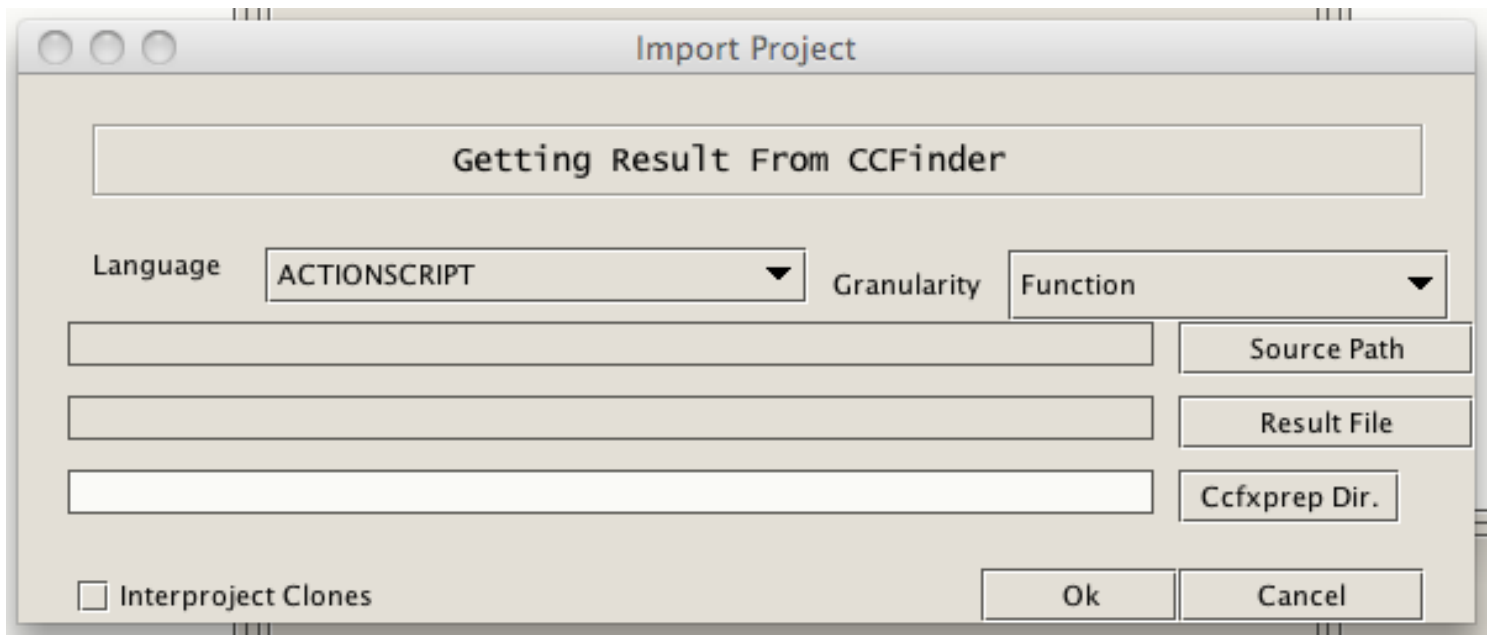 Import Project
Getting Result From CCFinder
Language ACTIONSCRIPT Granularity Function
Source Path
Result File
Ccfxprep Dir.
Interproject Clones Ok Cancel